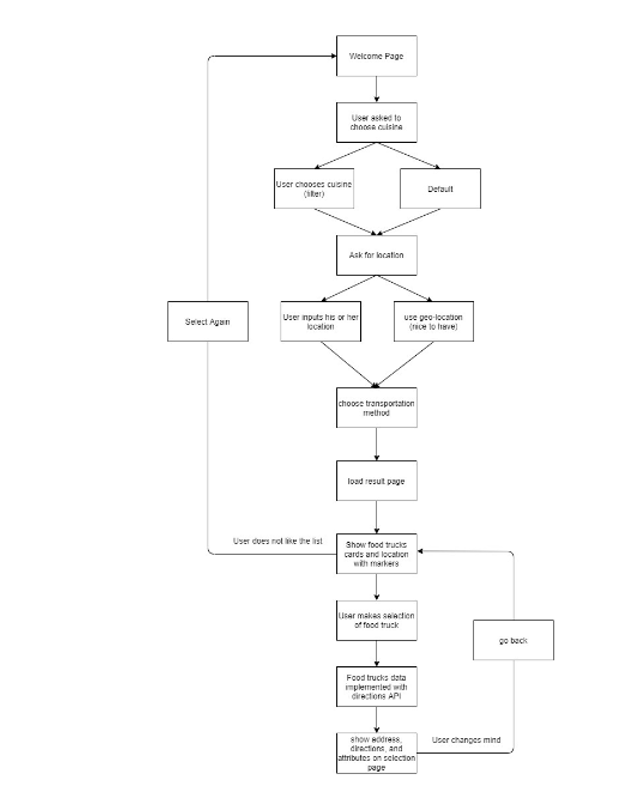 Welcome Page
User asked to
choose cuisine
User chooses cuisine
(filter)
Default
Ask for location
User inputs his or her
location
use geo-location
(nice to have)
Select Again
choose transportation
method
load result page
User does not like the list
Show food trucks
cards and location
with markers
User makes selection
of food truck
go back
Food trucks data
implemented with
directions API
show address,
directions, and
attributes on selection
page
User changes mind